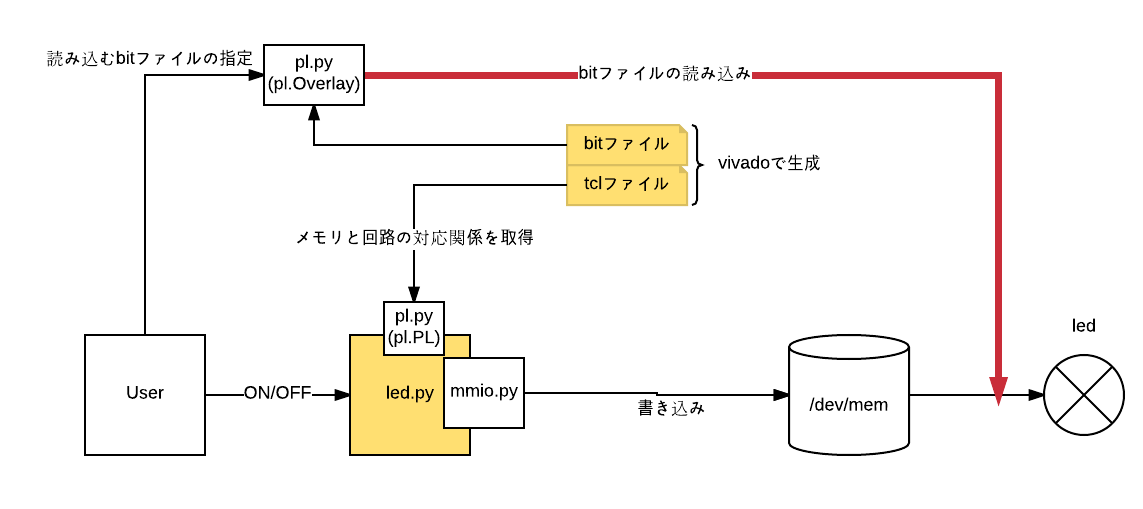 読み込むbitファイルの指定
pl.py
(pl.Overlay)
bitファイルの読み込み
bitファイル
tclファイル
vivadoで生成
メモリと回路の対応関係を取得
pl.py
(pl.PL)
led
User
ON/OFF
led.py
mmio.py
書き込み
/dev/mem